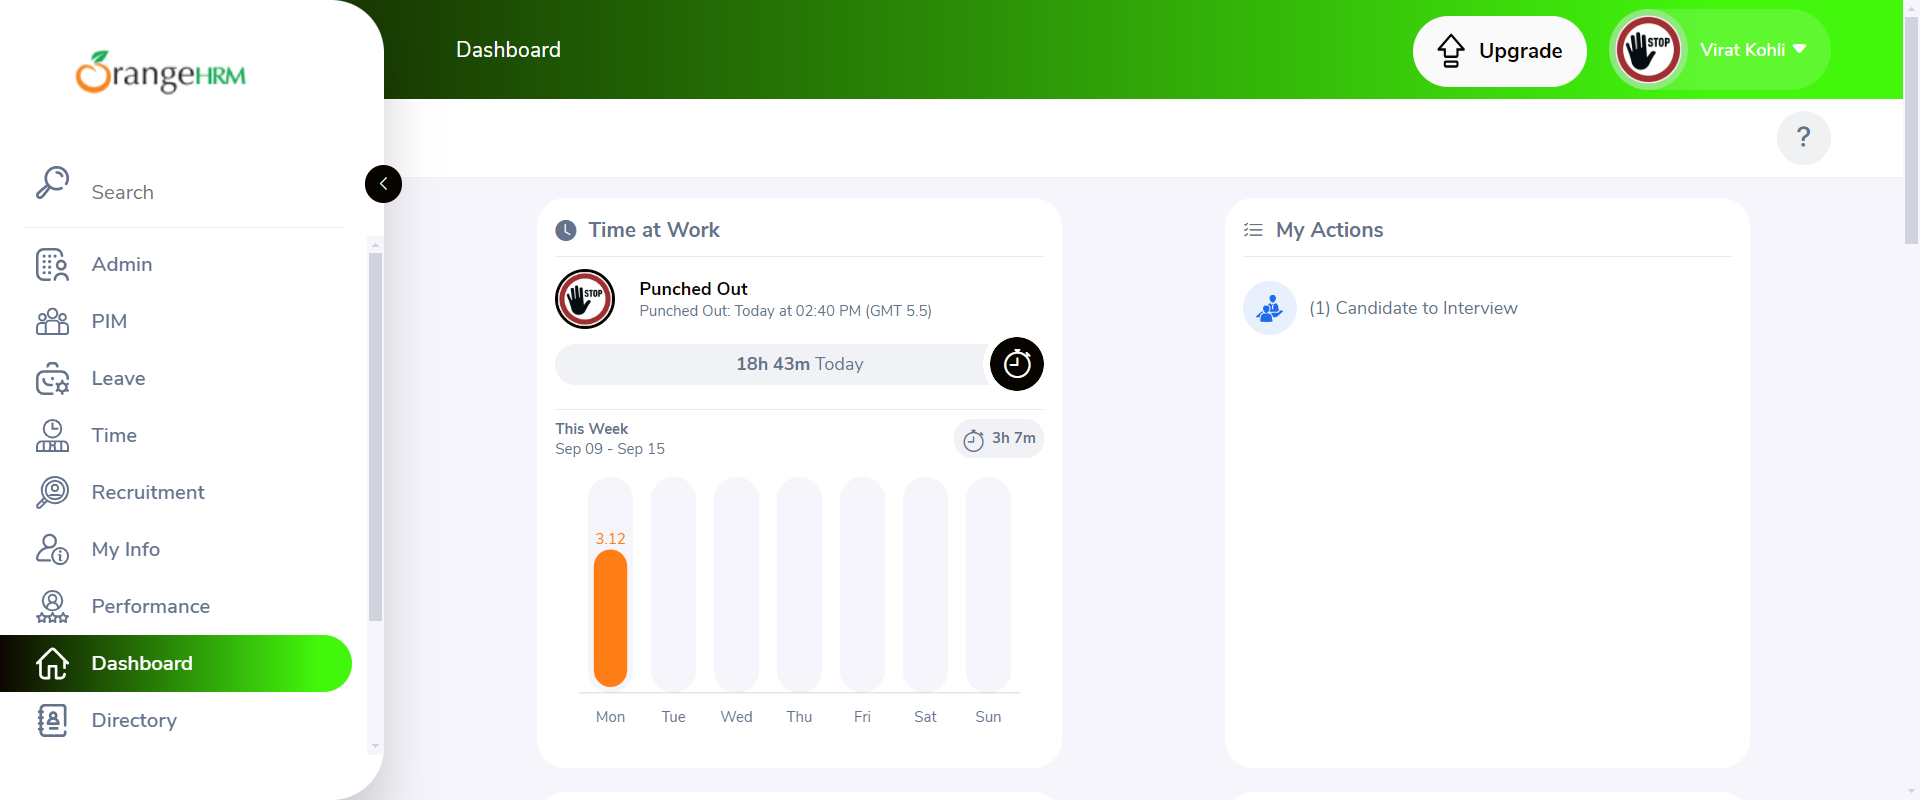 OrangeHRM
Dashboard
Upgrade
STOP
Virat Kohli
?
Search
Admin
PIM
Leave
Time
Recruitment
My Info
Performance
Dashboard
Directory
Time at Work
STOP
Punched Out
Punched Out: Today at 02:40 PM (GMT 5.5)
18h 43m Today
This Week
Sep 09 - Sep 15
3h 7m
3.12
Mon Tue Wed Thu Fri Sat Sun
My Actions
(1) Candidate to Interview